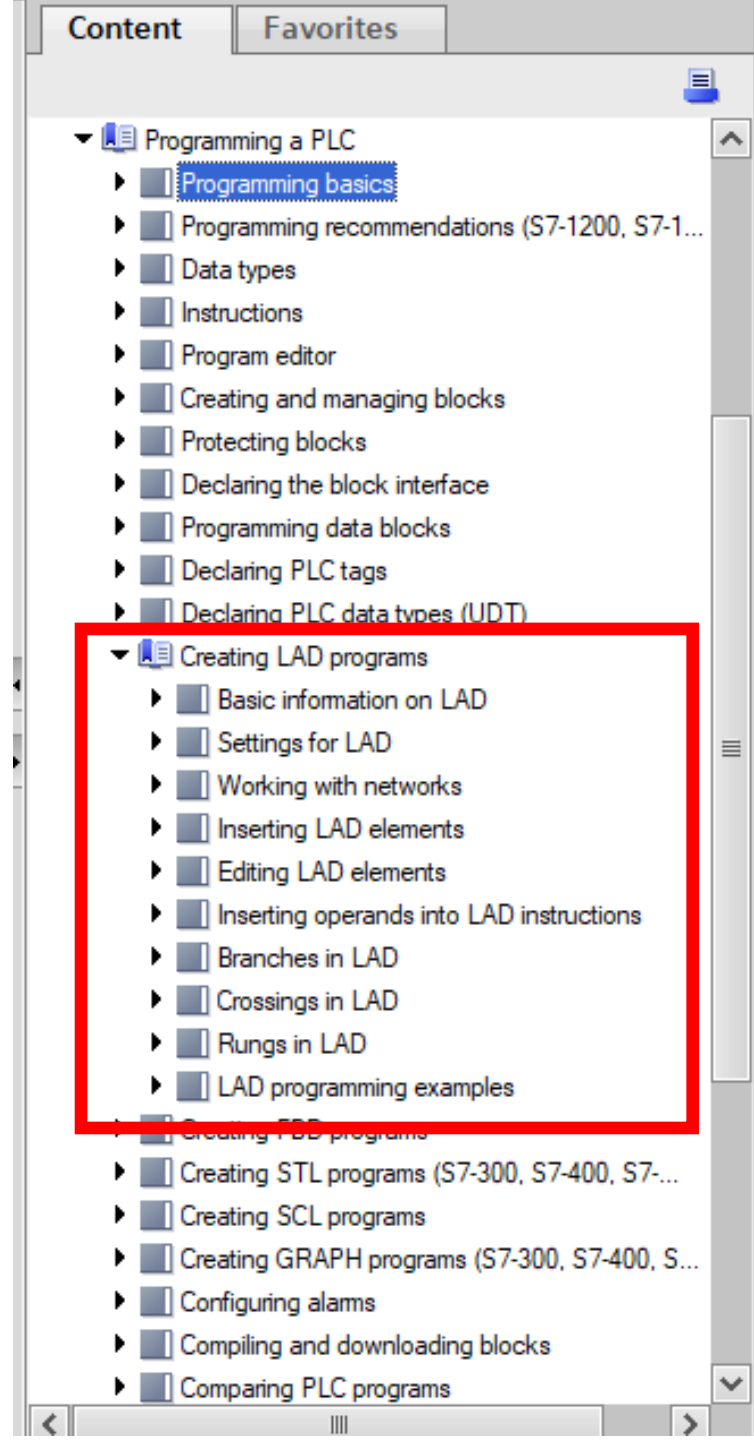 Content Favorites
Programming a PLC
Programming basics
Programming recommendations (S7-1200, S7-1...
Data types
Instructions
Program editor
Creating and managing blocks
Protecting blocks
Declaring the block interface
Programming data blocks
Declaring PLC tags
Declaring PLC data types (UDT)
Creating LAD programs
Basic information on LAD
Settings for LAD
Working with networks
Inserting LAD elements
Editing LAD elements
Inserting operands into LAD instructions
Branches in LAD
Crossings in LAD
Rungs in LAD
LAD programming examples
Creating FBD programs
Creating STL programs (S7-300, S7-400, S7-...
Creating SCL programs
Creating GRAPH programs (S7-300, S7-400, S...
Configuring alarms
Compiling and downloading blocks
Comparing PLC programs